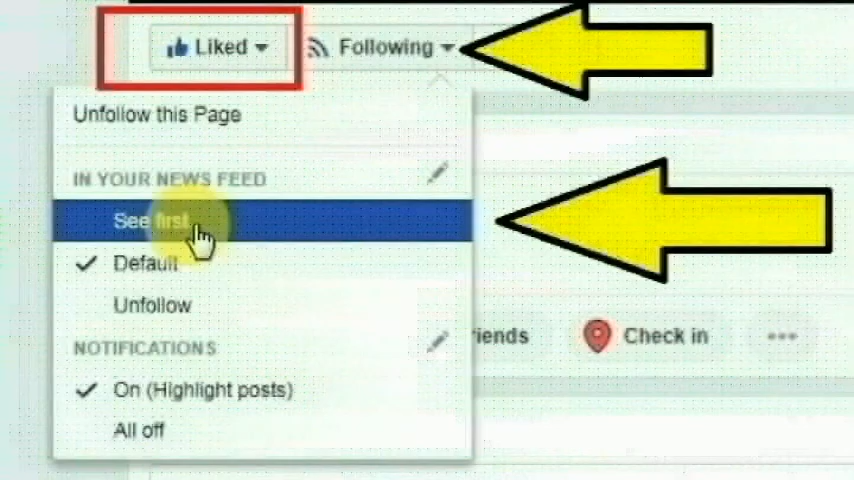 Liked Following
Unfollow this Page
IN YOUR NEWS FEED
See first
Default
Unfollow
riends Check in
NOTIFICATIONS
On (Highlight posts)
All off